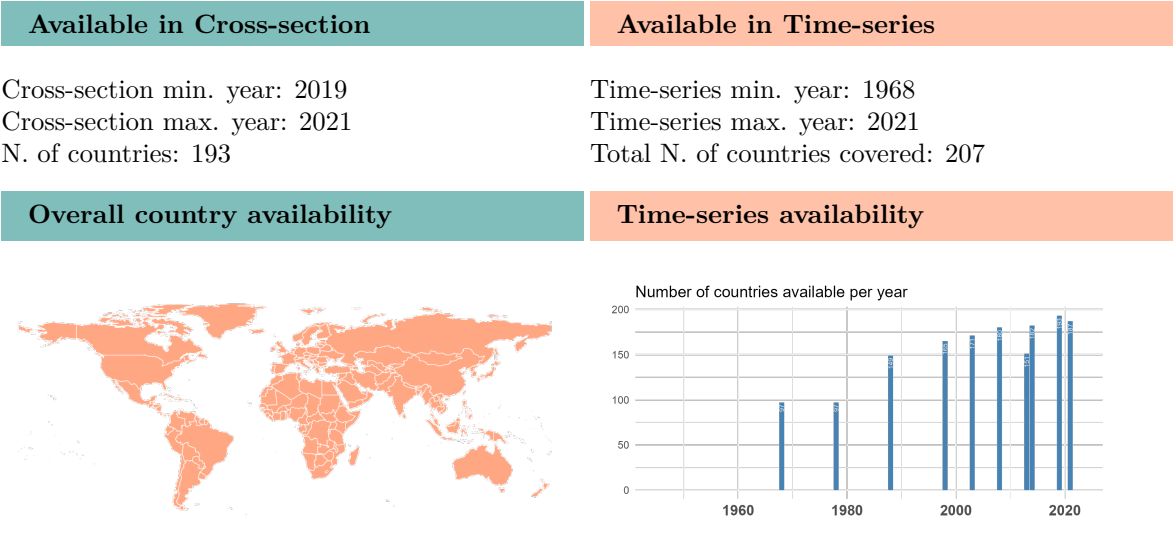 Available in Cross-section
Cross-section min. year: 2019
Cross-section max. year: 2021
N. of countries: 193
Available in Time-series
Time-series min. year: 1968
Time-series max. year: 2021
Total N. of countries covered: 207
Overall country availability
Time-series availability
Number of countries available per year
200
150
100
50
0
1960
1980
2000
2020